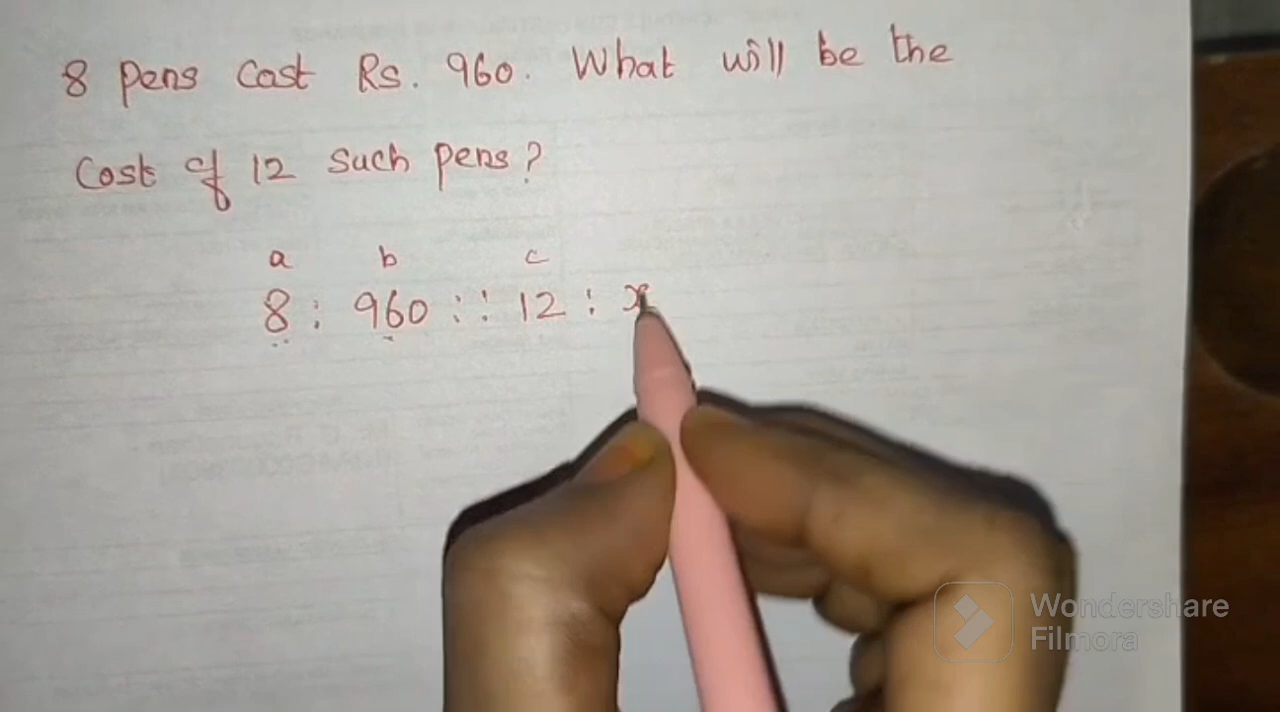 8 pens cost Rs. 960. What will be the
cost of 12 such pens?
a b c
8 : 960 :: 12 : x
Wondershare
Filmora